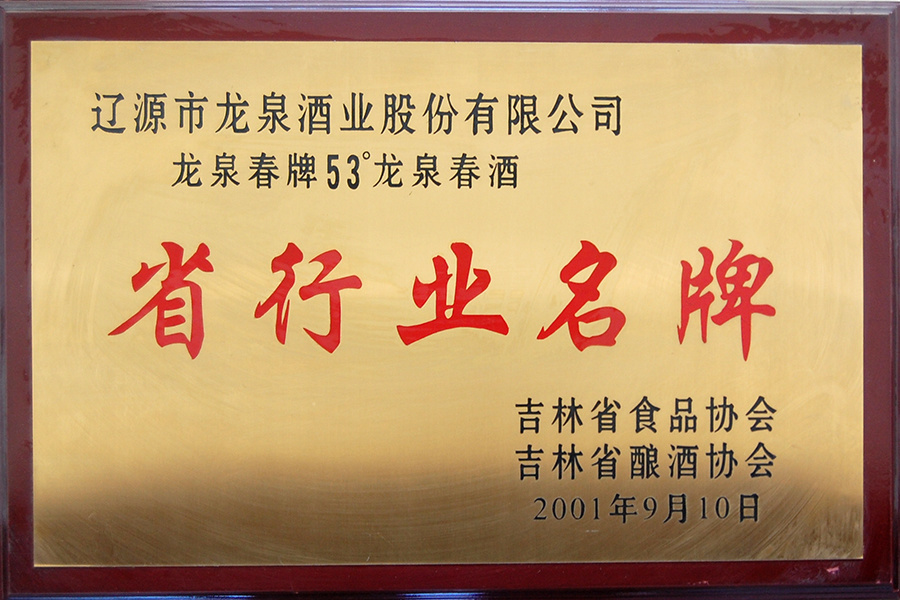 辽源市龙泉酒业股份有限公司
龙泉春牌53°龙泉春酒
省行业名牌
吉林省食品协会
吉林省酿酒协会
2001年9月10日